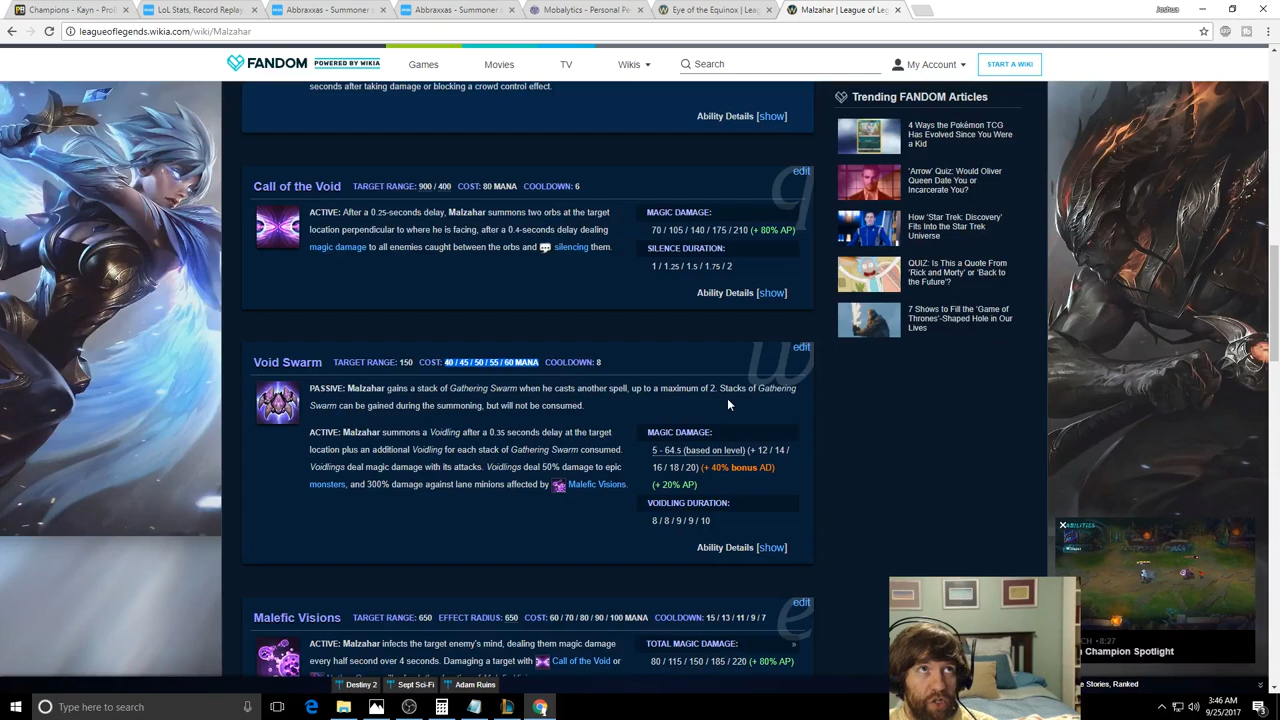 Champions - Kayn - Prob
LoL Stats, Record Replay
Abbraxxas - Summoner s
Abbraxxas - Summoner s
Mobalytics - Personal Pe
Eye of the Equinox | Leag
Malzahar | League of Leg
Joshua
leagueoflegends.wikia.com/wiki/Malzahar
FANDOM POWERED BY WIKIA Games Movies TV Wikis Search My Account START A WIKI
seconds after taking damage or blocking a crowd control effect.
Ability Details [show]
edit
Call of the Void TARGET RANGE: 900 / 400 COST: 80 MANA COOLDOWN: 6
q
ACTIVE: After a 0.25-seconds delay, Malzahar summons two orbs at the target
location perpendicular to where he is facing, after a 0.4-seconds delay dealing
magic damage to all enemies caught between the orbs and silencing them.
MAGIC DAMAGE:
70 / 105 / 140 / 175 / 210 (+ 80% AP)
SILENCE DURATION:
1 / 1.25 / 1.5 / 1.75 / 2
Ability Details [show]
edit
Void Swarm TARGET RANGE: 150 COST: 40 / 45 / 50 / 55 / 60 MANA COOLDOWN: 8
w
PASSIVE: Malzahar gains a stack of Gathering Swarm when he casts another spell, up to a maximum of 2. Stacks of Gathering
Swarm can be gained during the summoning, but will not be consumed.
ACTIVE: Malzahar summons a Voidling after a 0.35 seconds delay at the target
location plus an additional Voidling for each stack of Gathering Swarm consumed.
Voidlings deal magic damage with its attacks. Voidlings deal 50% damage to epic
monsters, and 300% damage against lane minions affected by Malefic Visions.
MAGIC DAMAGE:
5 - 64.5 (based on level) (+ 12 / 14 /
16 / 18 / 20) (+ 40% bonus AD)
(+ 20% AP)
VOIDLING DURATION:
8 / 8 / 9 / 9 / 10
Ability Details [show]
edit
Malefic Visions TARGET RANGE: 650 EFFECT RADIUS: 650 COST: 60 / 70 / 80 / 90 / 100 MANA COOLDOWN: 15 / 13 / 11 / 9 / 7
e
ACTIVE: Malzahar infects the target enemy's mind, dealing them magic damage
every half second over 4 seconds. Damaging a target with Call of the Void or
TOTAL MAGIC DAMAGE: »
80 / 115 / 150 / 185 / 220 (+ 80% AP)
Trending FANDOM Articles
4 Ways the Pokémon TCG
Has Evolved Since You Were
a Kid
'Arrow' Quiz: Would Oliver
Queen Date You or
Incarcerate You?
How 'Star Trek: Discovery'
Fits Into the Star Trek
Universe
QUIZ: Is This a Quote From
'Rick and Morty' or 'Back to
the Future'?
7 Shows to Fill the 'Game of
Thrones'-Shaped Hole in Our
Lives
ABILITIES
CH • 8:27
Champion Spotlight
e Stories, Ranked
Destiny 2
Sept Sci-Fi
Adam Ruins
Type here to search
3:46 AM
9/25/2017
3